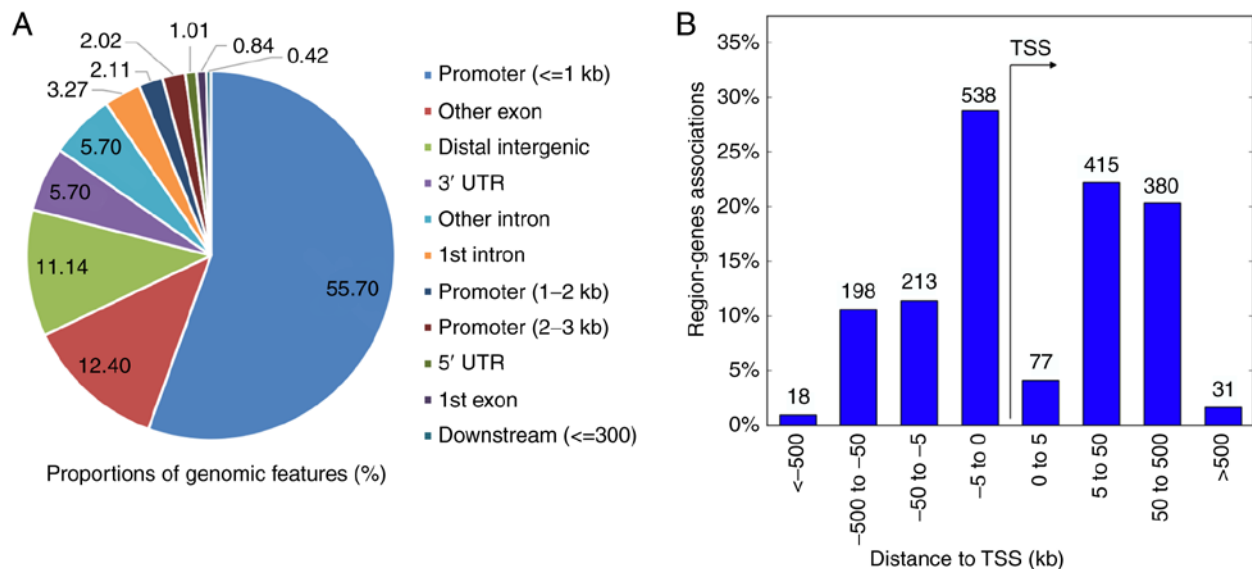 A
1.01
2.02
0.84
0.42
2.11
3.27
5.70
5.70
11.14
12.40
55.70
Promoter (<=1 kb)
Other exon
Distal intergenic
3′ UTR
Other intron
1st intron
Promoter (1–2 kb)
Promoter (2–3 kb)
5′ UTR
1st exon
Downstream (<=300)
Proportions of genomic features (%)
B
Region-genes associations
35%
30%
25%
20%
15%
10%
5%
0%
TSS
18
198
213
538
77
415
380
31
<–500
–500 to –50
–50 to –5
–5 to 0
0 to 5
5 to 50
50 to 500
>500
Distance to TSS (kb)